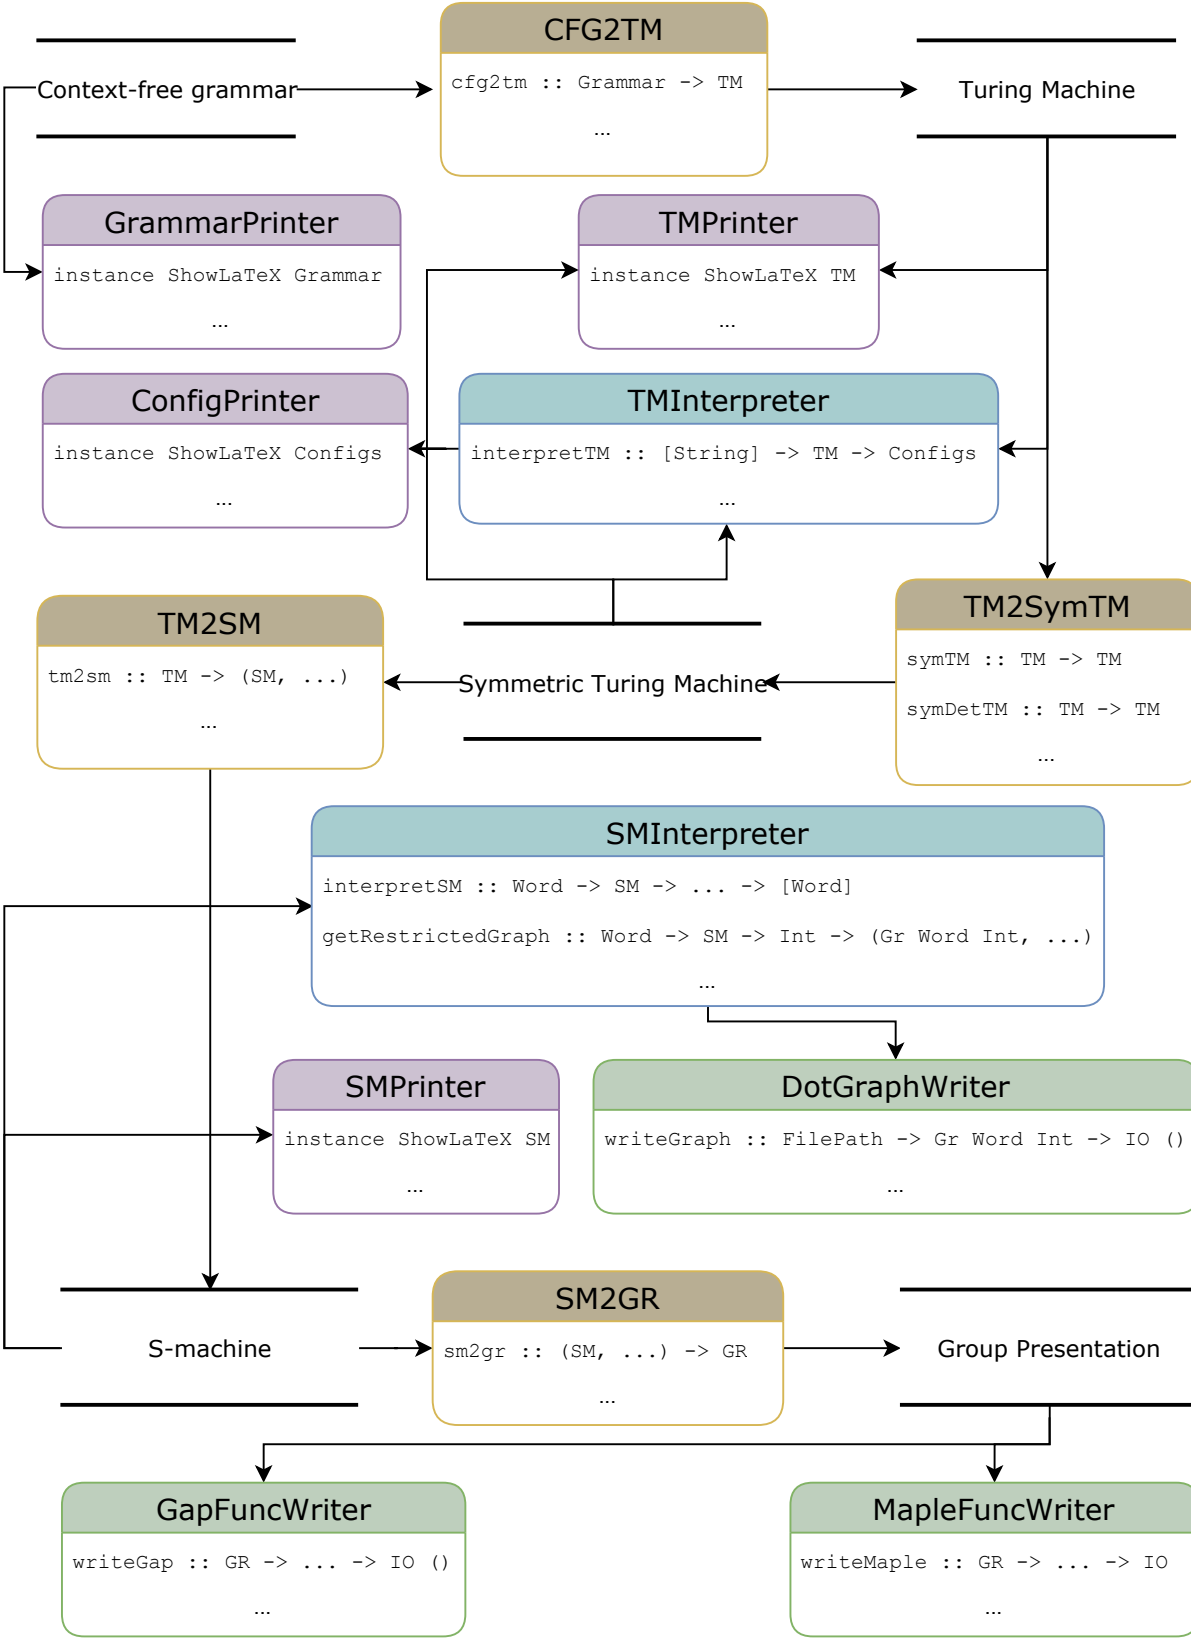 CFG2TM
Context-free grammar
cfg2tm :: Grammar -> TM
...
Turing Machine
GrammarPrinter
instance ShowLaTeX Grammar
...
TMPrinter
instance ShowLaTeX TM
...
ConfigPrinter
instance ShowLaTeX Configs
...
TMInterpreter
interpretTM :: [String] -> TM -> Configs
...
TM2SM
tm2sm :: TM -> (SM, ...)
...
Symmetric Turing Machine
TM2SymTM
symTM :: TM -> TM
symDetTM :: TM -> TM
...
SMInterpreter
interpretSM :: Word -> SM -> ... -> [Word]
getRestrictedGraph :: Word -> SM -> Int -> (Gr Word Int, ...)
...
SMPrinter
instance ShowLaTeX SM
...
DotGraphWriter
writeGraph :: FilePath -> Gr Word Int -> IO ()
...
S-machine
SM2GR
sm2gr :: (SM, ...) -> GR
...
Group Presentation
GapFuncWriter
writeGap :: GR -> ... -> IO ()
...
MapleFuncWriter
writeMaple :: GR -> ... -> IO
...